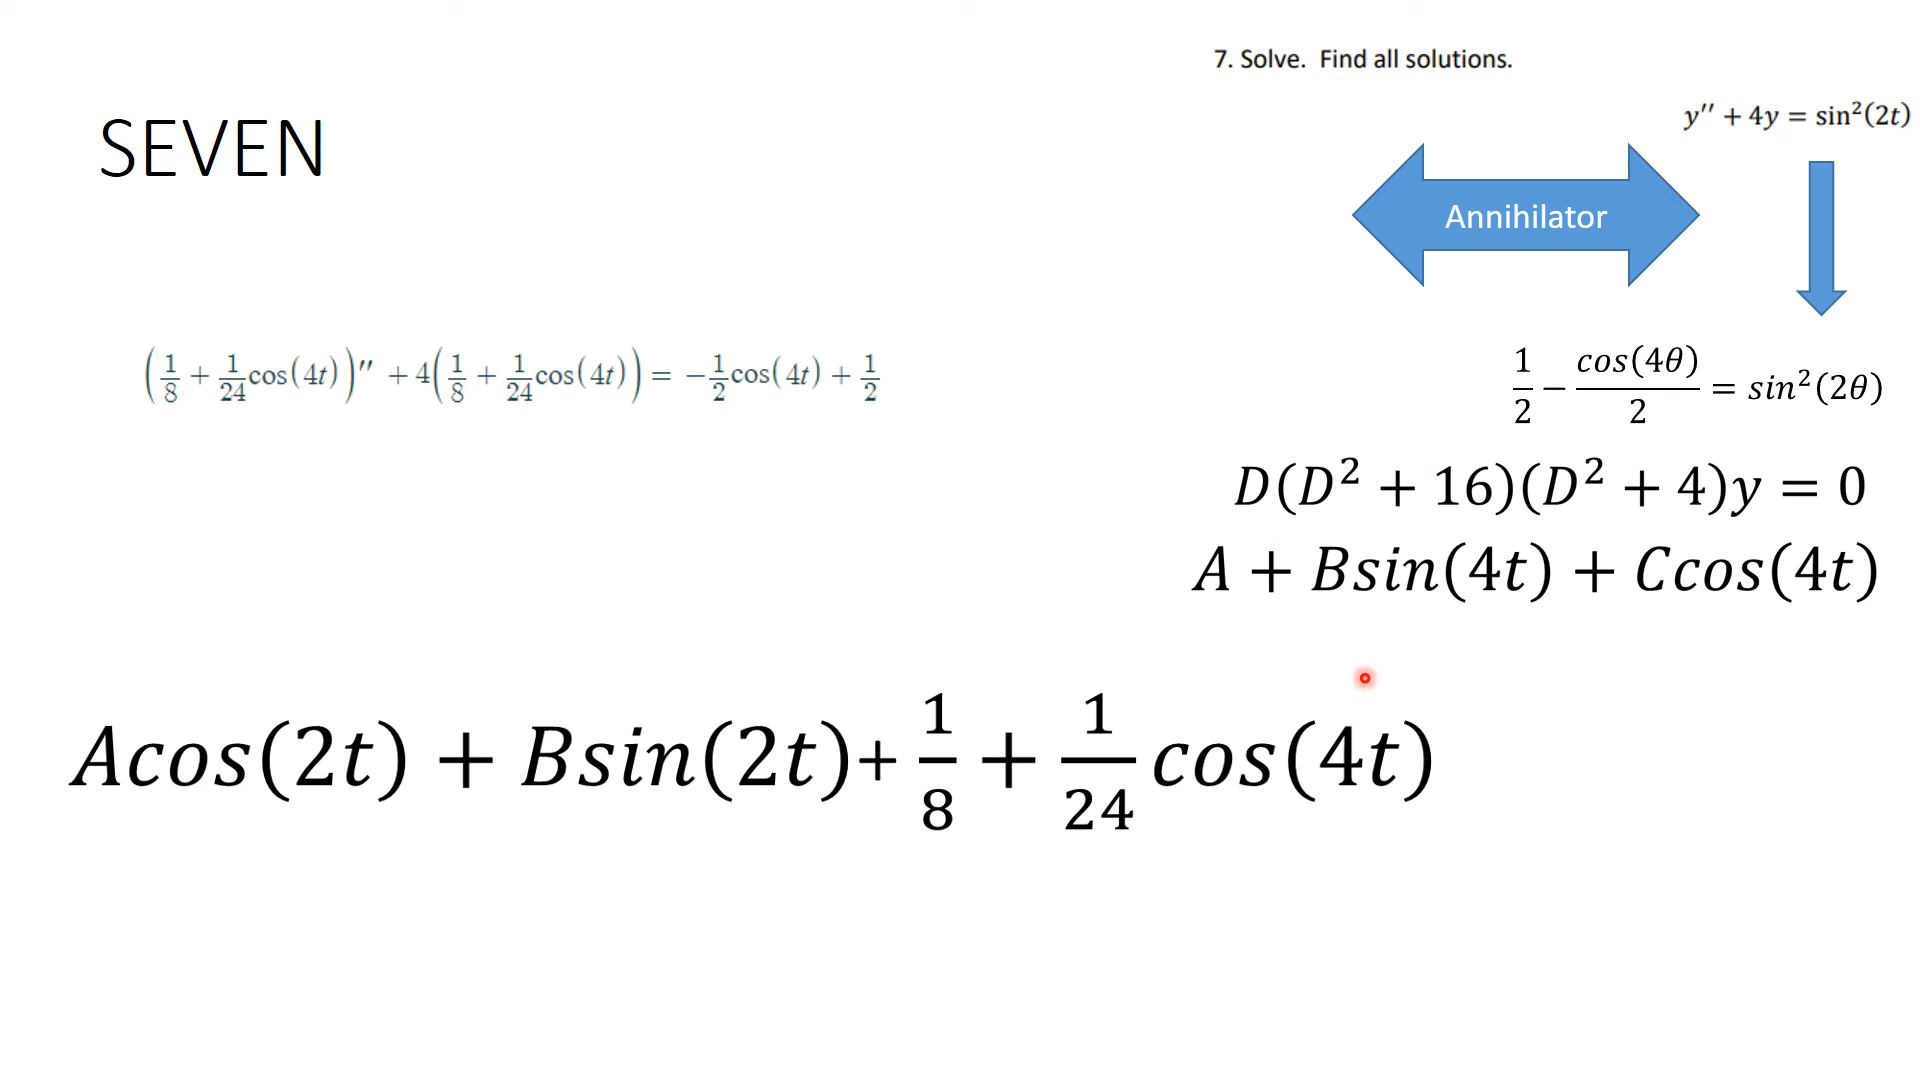 7. Solve.  Find all solutions.
SEVEN
y′′ + 4y = sin²(2t)
Annihilator
(1/8 + 1/24 cos(4t))′′ + 4(1/8 + 1/24 cos(4t)) = −1/2 cos(4t) + 1/2
1/2 − cos(4θ)/2 = sin²(2θ)
D(D² + 16)(D² + 4)y = 0
A + Bsin(4t) + Ccos(4t)
Acos(2t) + Bsin(2t)+ 1/8 + 1/24 cos(4t)